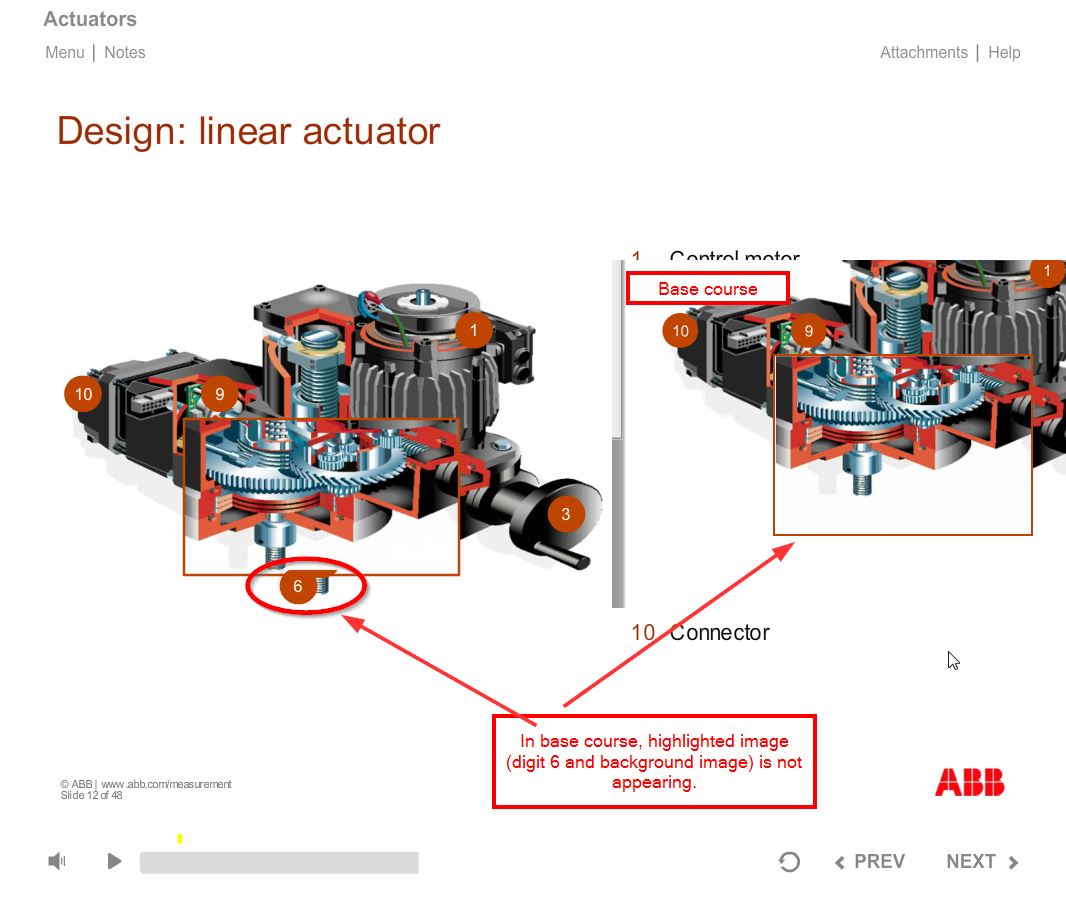 Actuators
Menu | Notes
Attachments | Help
Design: linear actuator
1 Control motor
Base course
1
10
9
1
10
9
3
6
10 Connector
In base course, highlighted image
(digit 6 and background image) is not
appearing.
© ABB | www.abb.com/measurement
Slide 12 of 48
ABB
PREV
NEXT